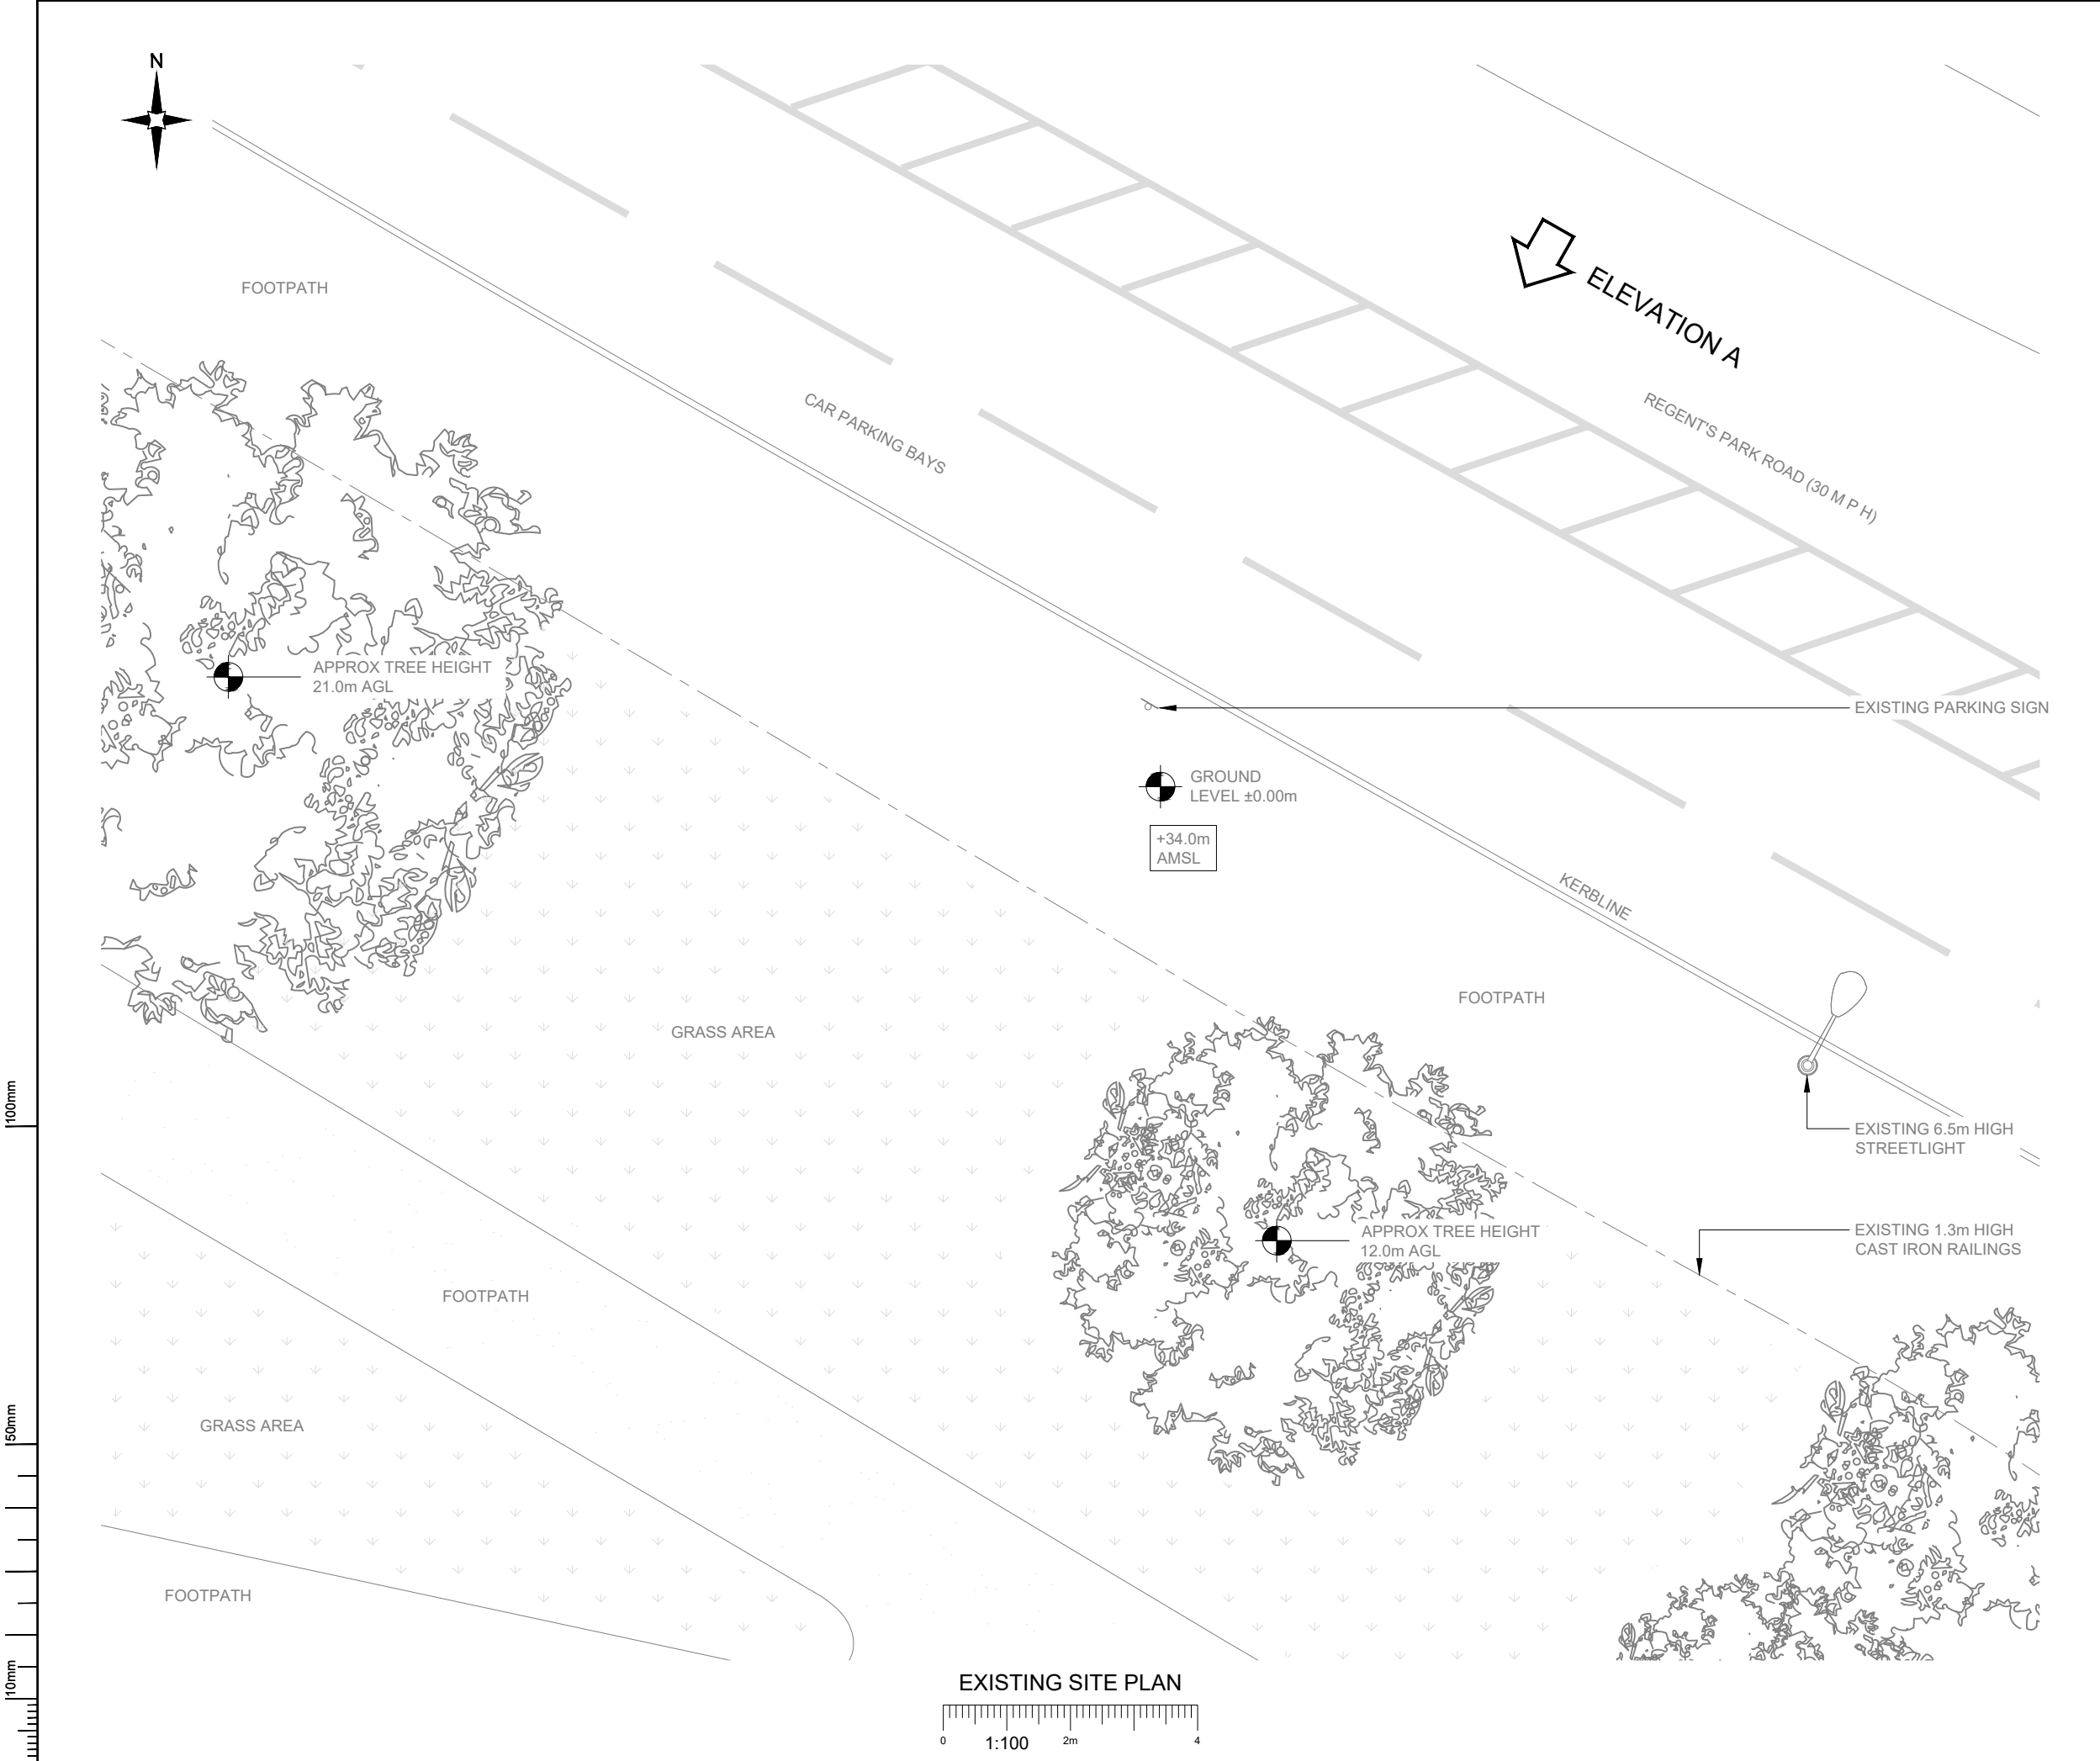 N
ELEVATION A
FOOTPATH
CAR PARKING BAYS
REGENT'S PARK ROAD (30 M P H)
APPROX TREE HEIGHT
21.0m AGL
EXISTING PARKING SIGN
GROUND
LEVEL ±0.00m
+34.0m
AMSL
KERBLINE
FOOTPATH
GRASS AREA
EXISTING 6.5m HIGH
STREETLIGHT
APPROX TREE HEIGHT
12.0m AGL
EXISTING 1.3m HIGH
CAST IRON RAILINGS
FOOTPATH
GRASS AREA
FOOTPATH
100mm
50mm
10mm
EXISTING SITE PLAN
0
1:100
2m
4